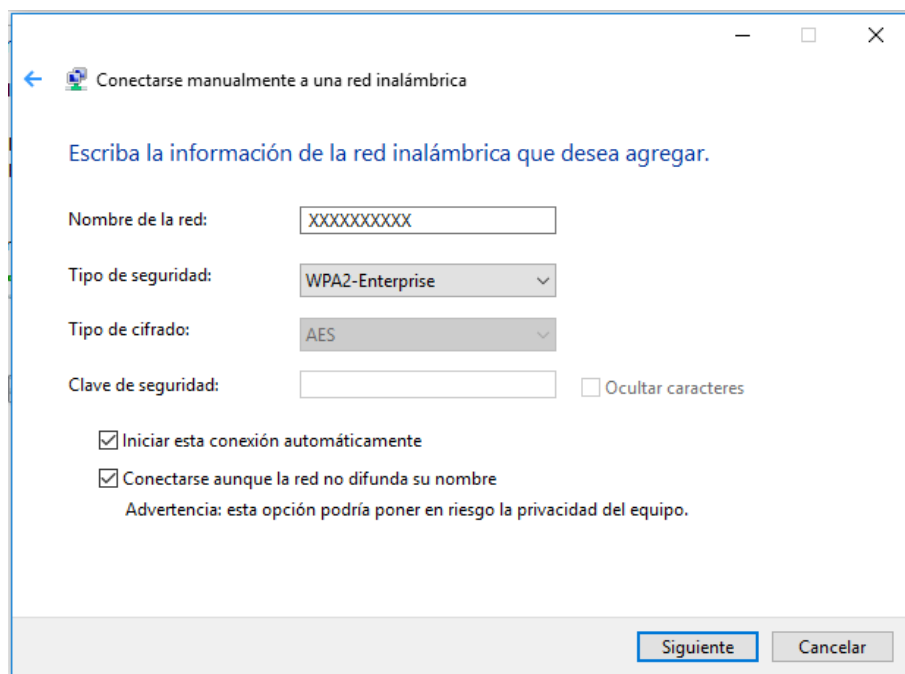 Conectarse manualmente a una red inalámbrica
Escriba la información de la red inalámbrica que desea agregar.
Nombre de la red: XXXXXXXXXX
Tipo de seguridad: WPA2-Enterprise
Tipo de cifrado: AES
Clave de seguridad: Ocultar caracteres
Iniciar esta conexión automáticamente
Conectarse aunque la red no difunda su nombre
Advertencia: esta opción podría poner en riesgo la privacidad del equipo.
Siguiente Cancelar